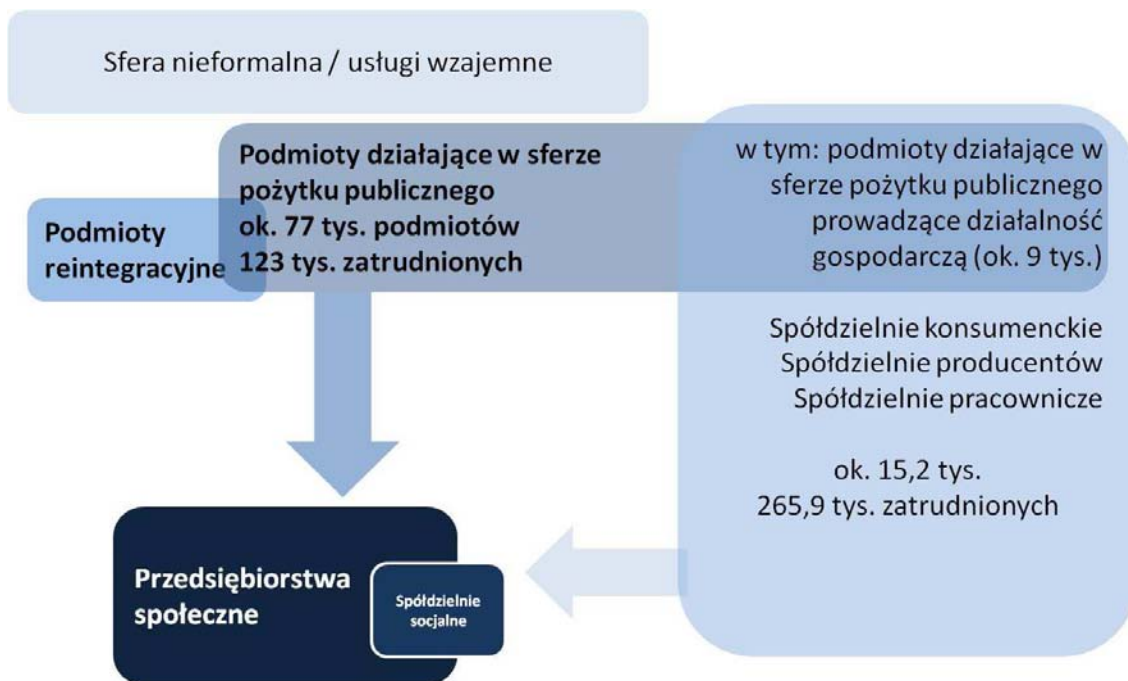 Sfera nieformalna / usługi wzajemne
Podmioty działające w sferze
pożytku publicznego
ok. 77 tys. podmiotów
123 tys. zatrudnionych
w tym: podmioty działające w
sferze pożytku publicznego
prowadzące działalność
gospodarczą (ok. 9 tys.)
Podmioty
reintegracyjne
Spółdzielnie konsumenckie
Spółdzielnie producentów
Spółdzielnie pracownicze
ok. 15,2 tys.
265,9 tys. zatrudnionych
Przedsiębiorstwa
społeczne
Spółdzielnie
socjalne